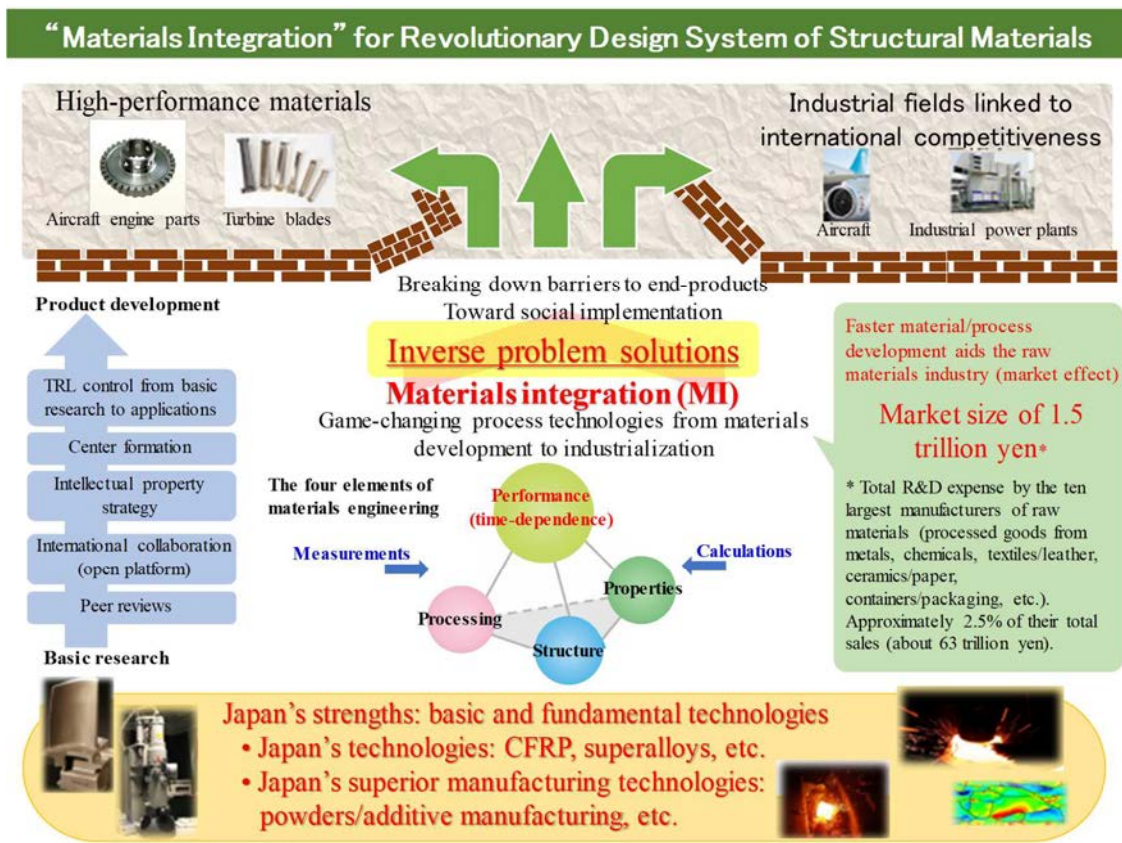 “Materials Integration” for Revolutionary Design System of Structural Materials
High-performance materials
Aircraft engine parts
Turbine blades
Industrial fields linked to
international competitiveness
Aircraft
Industrial power plants
Breaking down barriers to end-products
Toward social implementation
Inverse problem solutions
Materials integration (MI)
Game-changing process technologies from materials
development to industrialization
Product development
TRL control from basic
research to applications
Center formation
Intellectual property
strategy
International collaboration
(open platform)
Peer reviews
Basic research
The four elements of
materials engineering
Performance
(time-dependence)
Measurements
Calculations
Properties
Processing
Structure
Faster material/process
development aids the raw
materials industry (market effect)
Market size of 1.5
trillion yen*
* Total R&D expense by the ten
largest manufacturers of raw
materials (processed goods from
metals, chemicals, textiles/leather,
ceramics/paper,
containers/packaging, etc.).
Approximately 2.5% of their total
sales (about 63 trillion yen).
Japan’s strengths: basic and fundamental technologies
• Japan’s technologies: CFRP, superalloys, etc.
• Japan’s superior manufacturing technologies:
powders/additive manufacturing, etc.